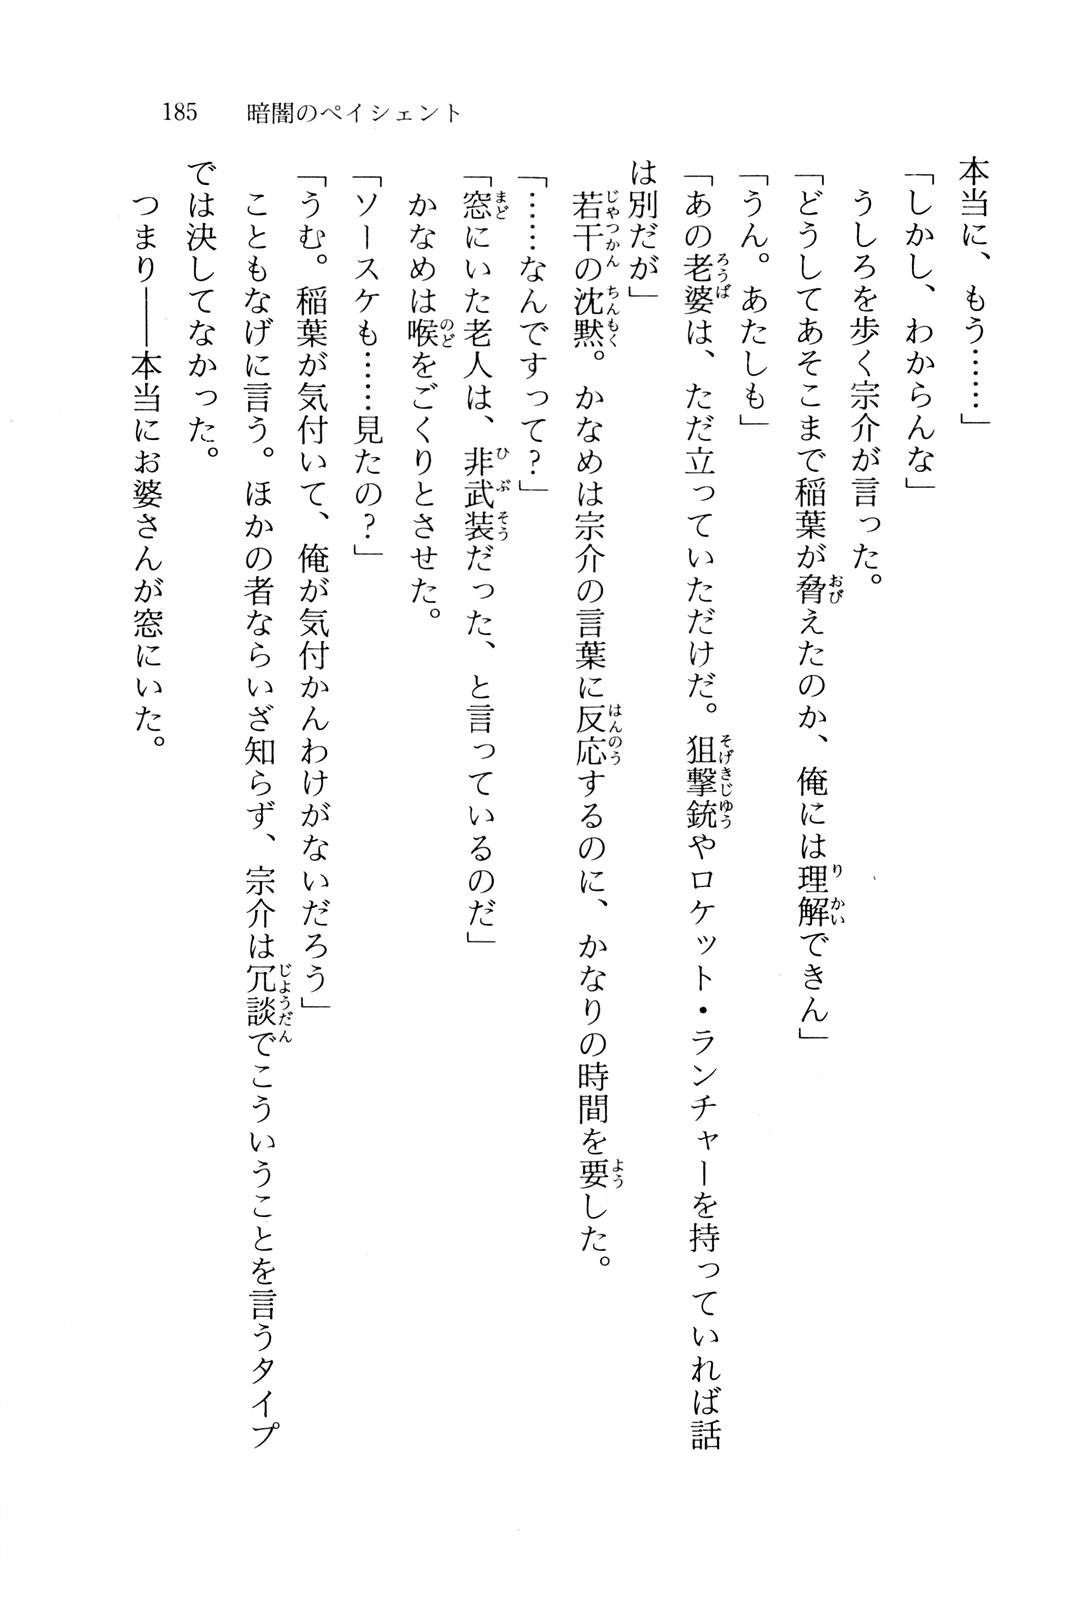 185 暗闇のペイシェント
本当に、もう……」
「しかし、わからんな」
うしろを歩く宗介が言った。
「どうしてあそこまで稲葉が脅えたのか、俺には理解できん」
「うん。あたしも」
「あの老婆は、ただ立っていただけだ。狙撃銃やロケット・ランチャーを持っていれば話
は別だが」
若干の沈黙。かなめは宗介の言葉に反応するのに、かなりの時間を要した。
「……なんですって?」
「窓にいた老人は、非武装だった、と言っているのだ」
かなめは喉をごくりとさせた。
「ソースケも……見たの?」
「うむ。稲葉が気付いて、俺が気付かんわけがないだろう」
こともなげに言う。ほかの者ならいざ知らず、宗介は冗談でこういうことを言うタイプ
では決してなかった。
つまり――本当にお婆さんが窓にいた。